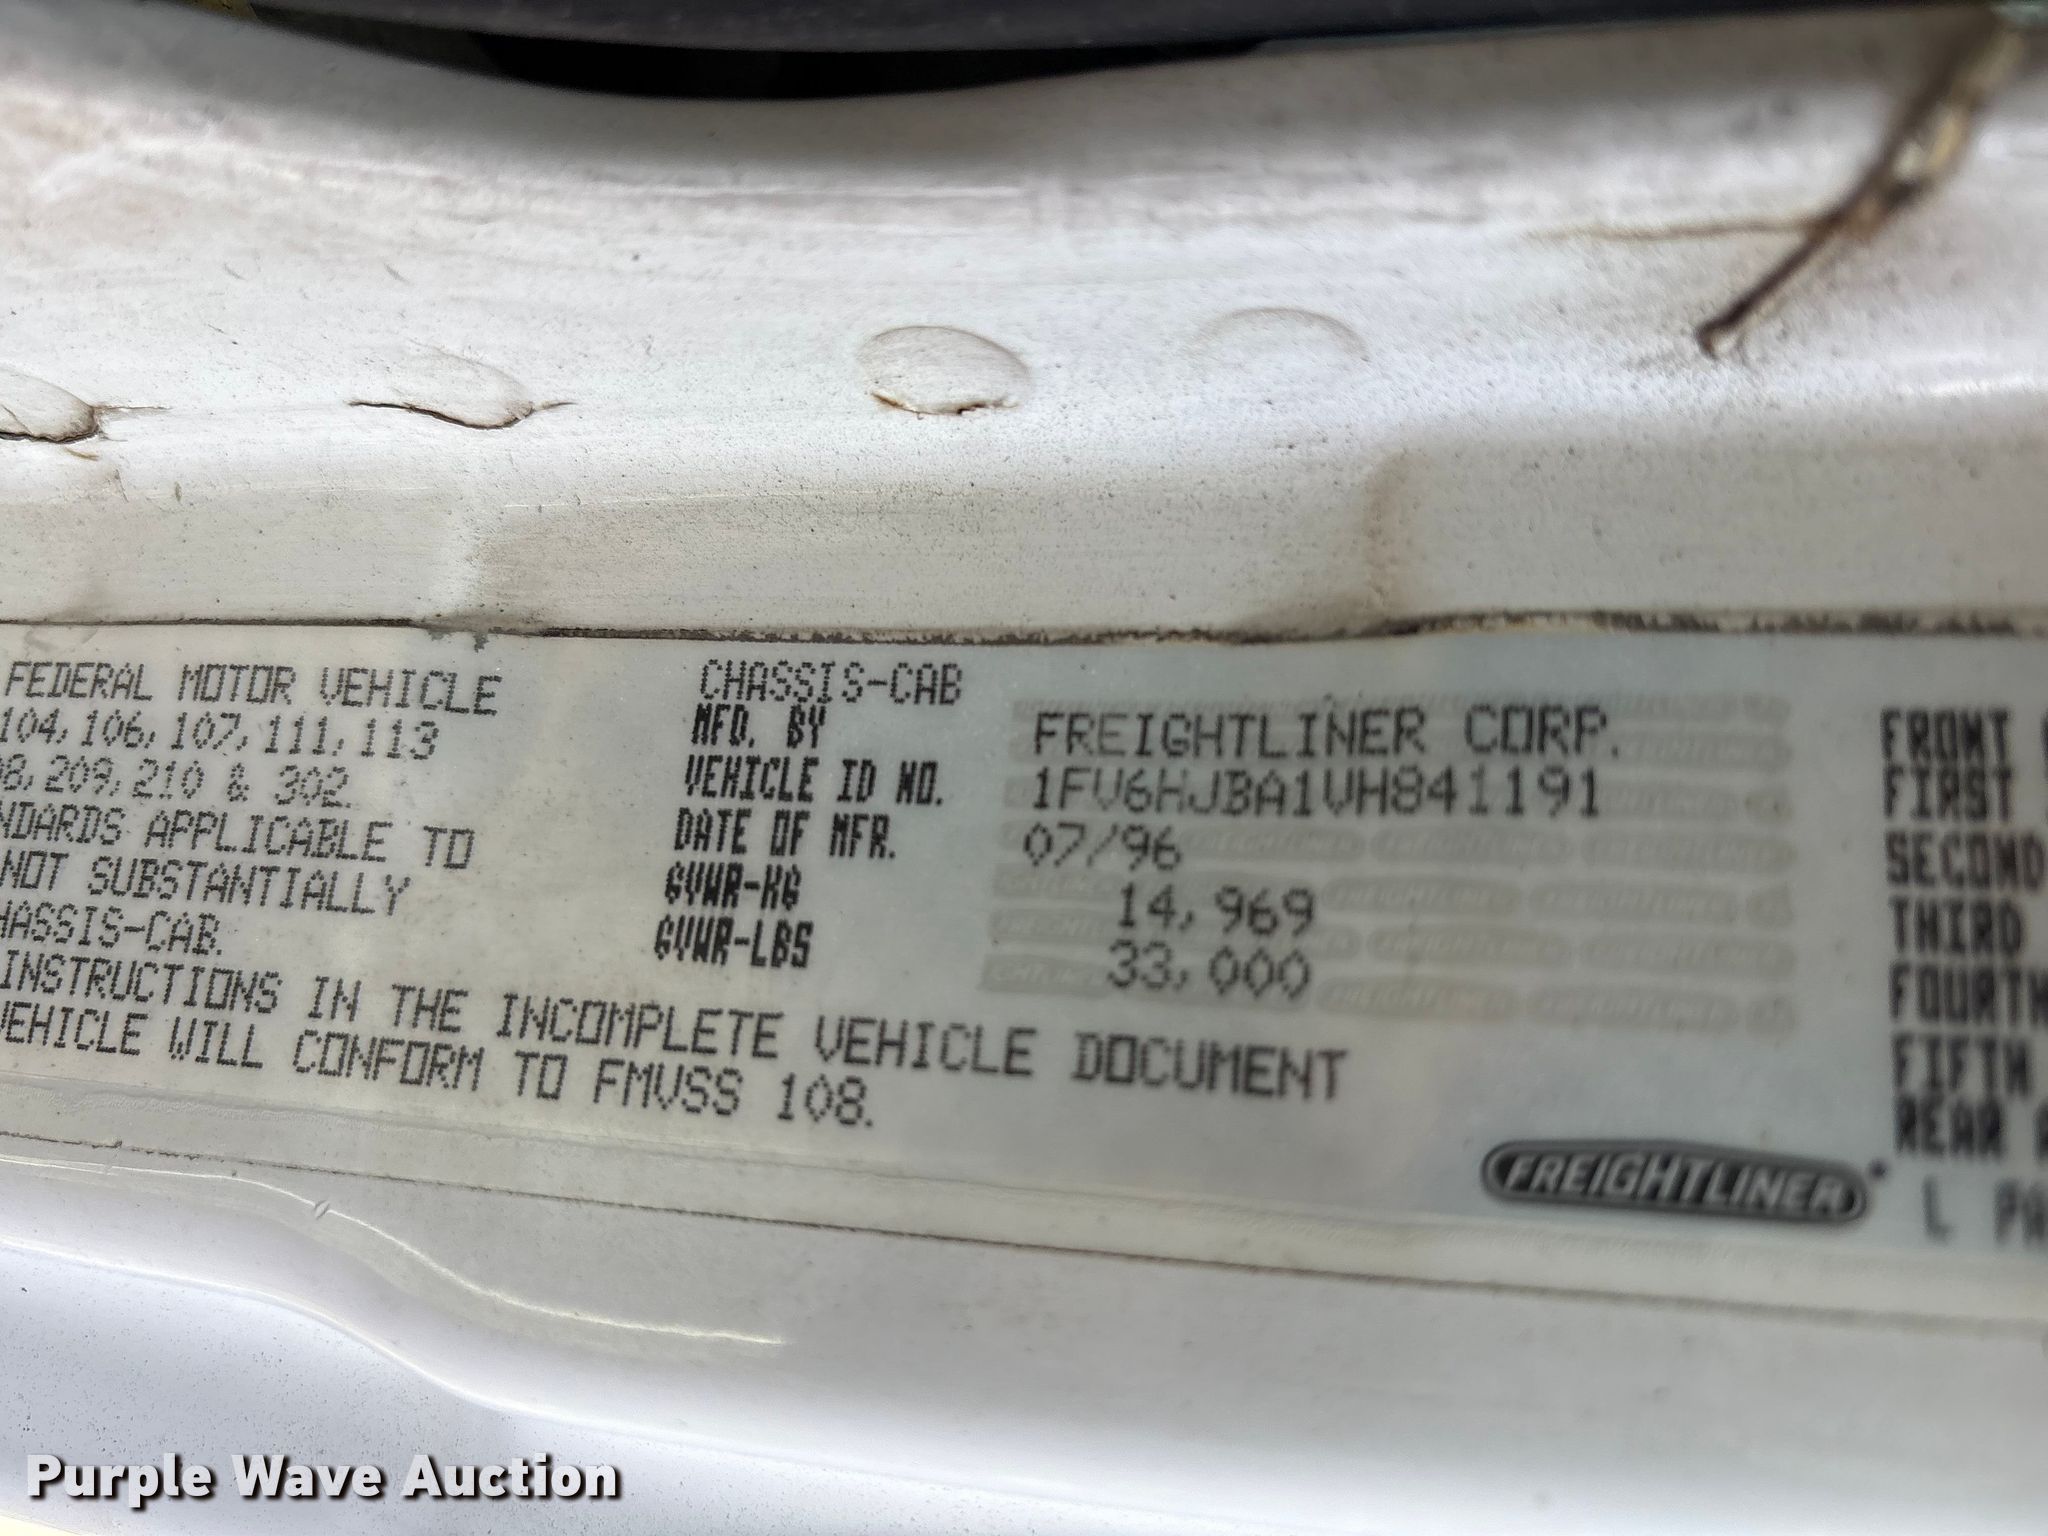 FEDERAL MOTOR VEHICLE
104, 106, 107, 111, 113
08, 209, 210 & 302.
NDARDS APPLICABLE TO
NOT SUBSTANTIALLY
HASSIS-CAB.
INSTRUCTIONS IN THE INCOMPLETE VEHICLE DOCUMENT
VEHICLE WILL CONFORM TO FMVSS 108.
CHASSIS-CAB
MFD. BY FREIGHTLINER CORP.
VEHICLE ID NO. 1FV6HJBA1VH841191
DATE OF MFR. 07/96
GVWR-KG 14,969
GVWR-LBS 33,000
FREIGHTLINER
FRONT
FIRST
SECOND
THIRD
FOURTH
FIFTH
REAR A
L PA
Purple Wave Auction